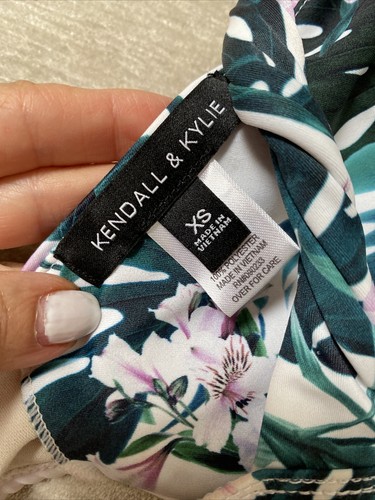 KENDALL & KYLIE
XS
MADE IN
VIETNAM
100% POLYESTER
MADE IN VIETNAM
OVER FOR CARE